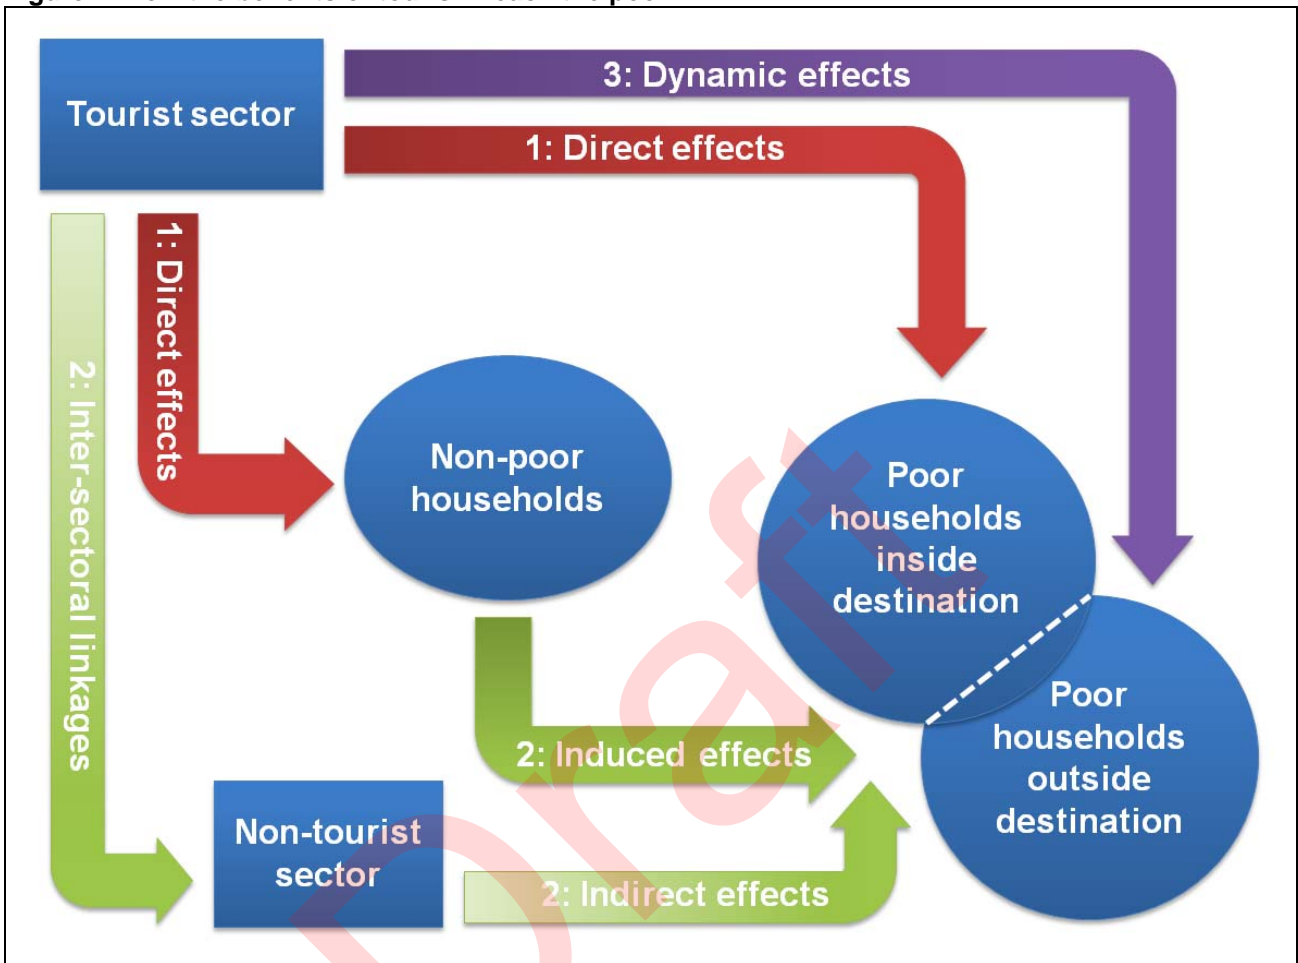 3: Dynamic effects
Tourist sector
1: Direct effects
1: Direct effects
2: Inter-sectoral linkages
Non-poor
households
Poor
households
inside
destination
Poor
households
outside
destination
2: Induced effects
Non-tourist
sector
2: Indirect effects
Draft